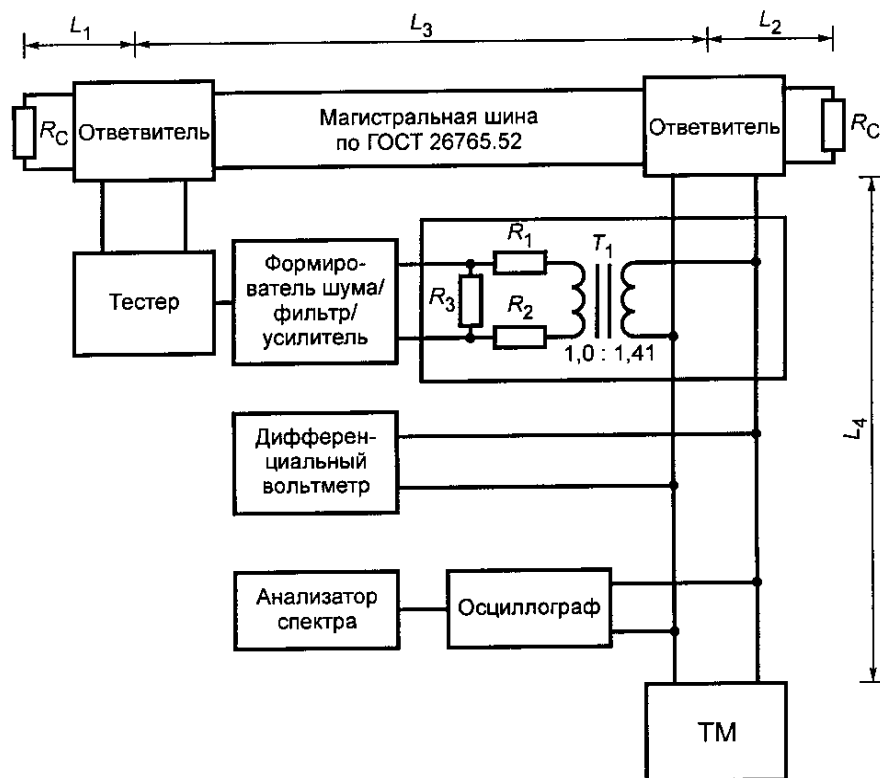 L1
L3
L2
RC
Ответвитель
Магистральная шина
по ГОСТ 26765.52
Ответвитель
RC
Тестер
Формиро-
ватель шума/
фильтр/
усилитель
R3
R1
R2
T1
1,0 : 1,41
L4
Дифферен-
циальный
вольтметр
Анализатор
спектра
Осциллограф
ТМ